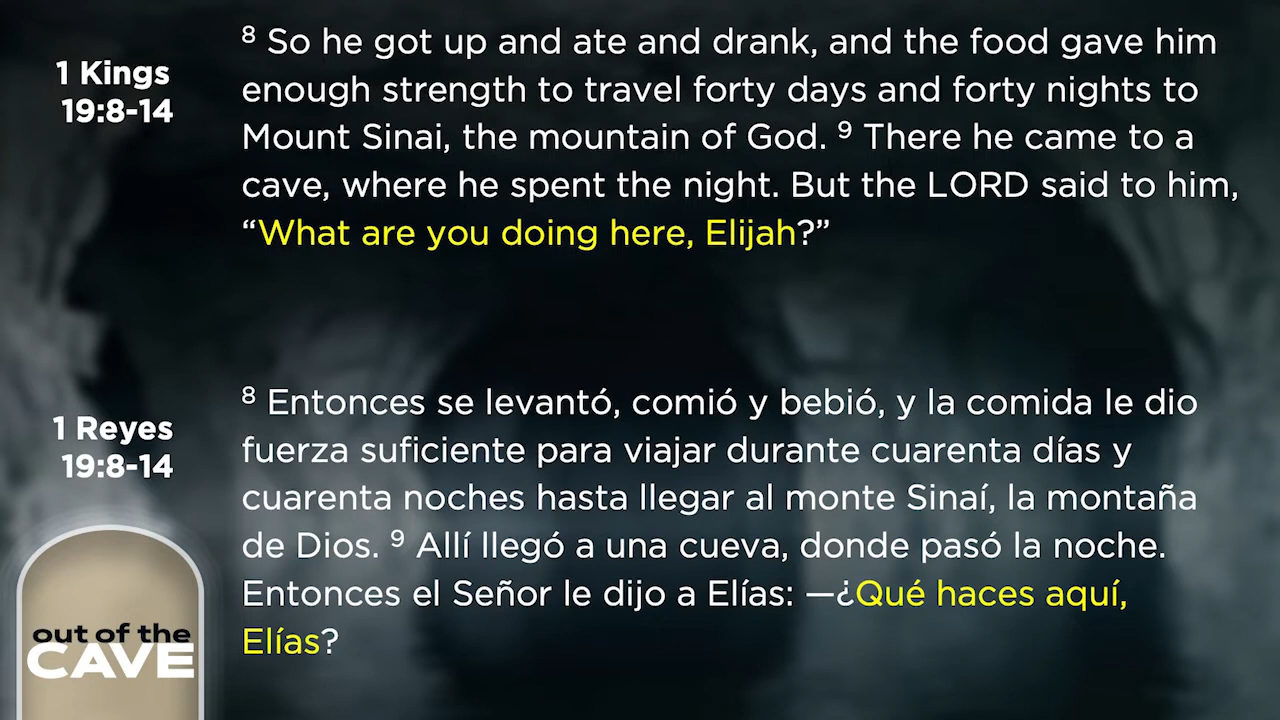 1 Kings
19:8-14
⁸ So he got up and ate and drank, and the food gave him
enough strength to travel forty days and forty nights to
Mount Sinai, the mountain of God. ⁹ There he came to a
cave, where he spent the night. But the LORD said to him,
“What are you doing here, Elijah?”
1 Reyes
19:8-14
⁸ Entonces se levantó, comió y bebió, y la comida le dio
fuerza suficiente para viajar durante cuarenta días y
cuarenta noches hasta llegar al monte Sinaí, la montaña
de Dios. ⁹ Allí llegó a una cueva, donde pasó la noche.
Entonces el Señor le dijo a Elías: —¿Qué haces aquí,
Elías?
out of the
CAVE